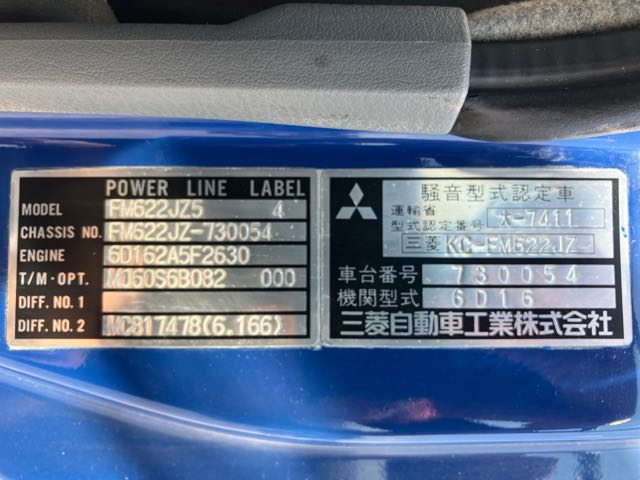 POWER LINE LABEL
MODEL FM622JZ5 4
CHASSIS NO. FM622JZ-730054
ENGINE 6D162A5F2630
T/M·OPT. M060S6B082 000
DIFF. NO. 1
DIFF. NO. 2 MC817478(6.166)
騒音型式認定車
運輸省
型式認定番号 大-7411
三菱 KC-FM622JZ
車台番号 730054
機関型式 6D16
三菱自動車工業株式会社